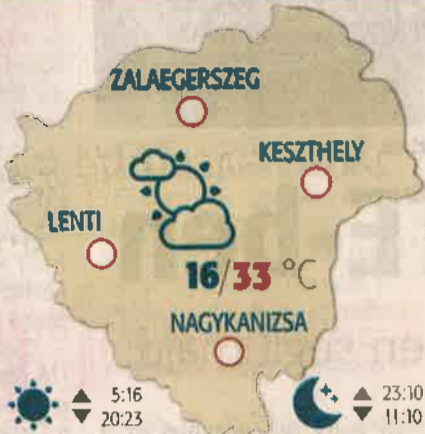 ZALAEGERSZEG
KESZTHELY
LENTI
16/33 °C
NAGYKANIZSA
5:16
20:23
23:10
11:10